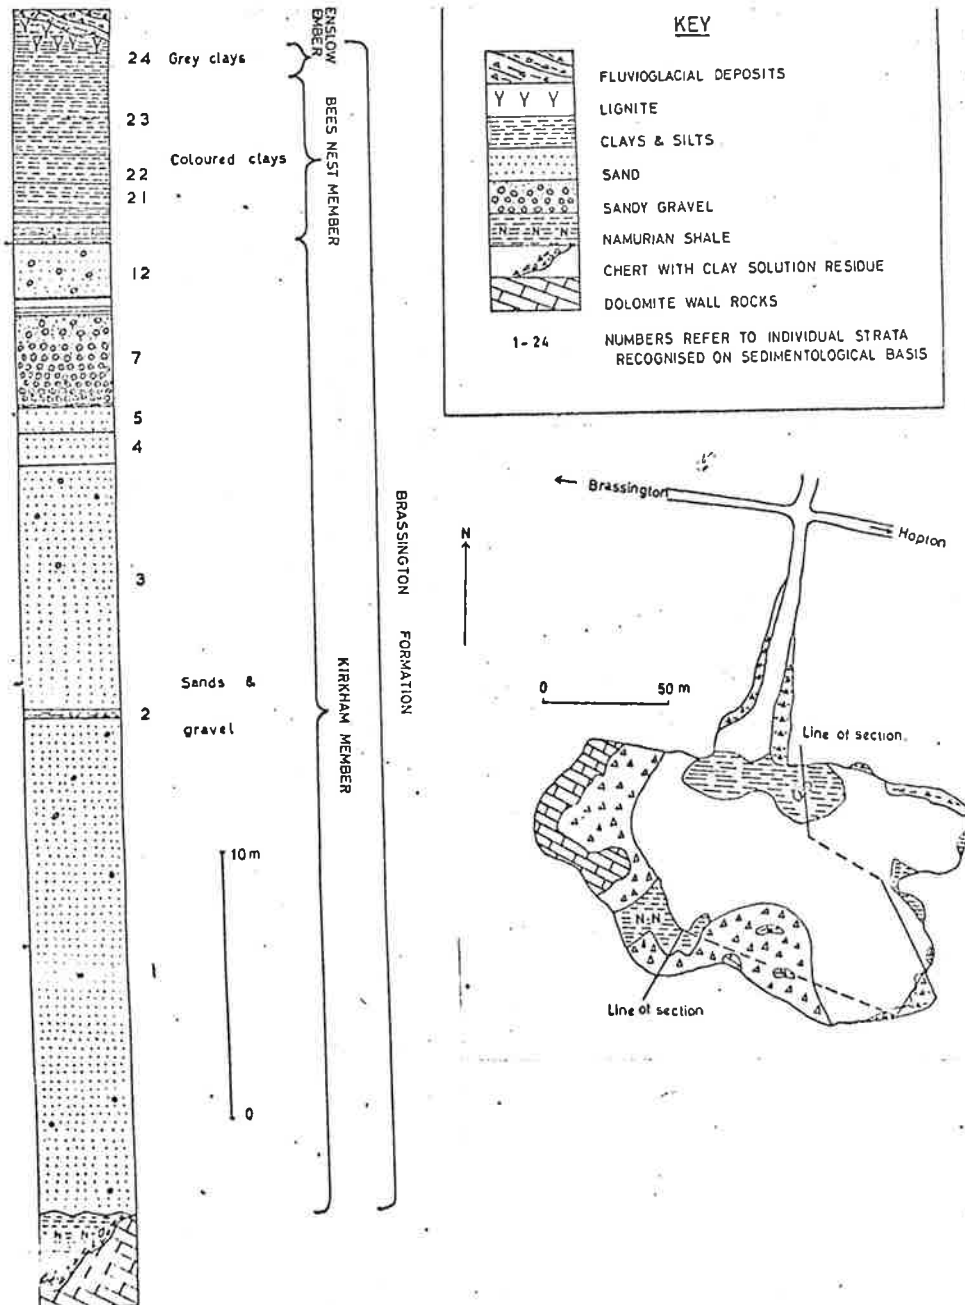 ENSLOW
EMBER
24 Grey clays
23
BEES NEST MEMBER
Coloured clays
22
21
12
7
5
4
3
Sands &
2
gravel
KIRKHAM MEMBER
BRASSINGTON FORMATION
10m
0
KEY
FLUVIOGLACIAL DEPOSITS
Y Y Y
LIGNITE
CLAYS & SILTS
SAND
SANDY GRAVEL
N N N
NAMURIAN SHALE
CHERT WITH CLAY SOLUTION RESIDUE
DOLOMITE WALL ROCKS
1-24 NUMBERS REFER TO INDIVIDUAL STRATA
RECOGNISED ON SEDIMENTOLOGICAL BASIS
Brassington
Hopton
N
0 50 m
Line of section
N N
Line of section